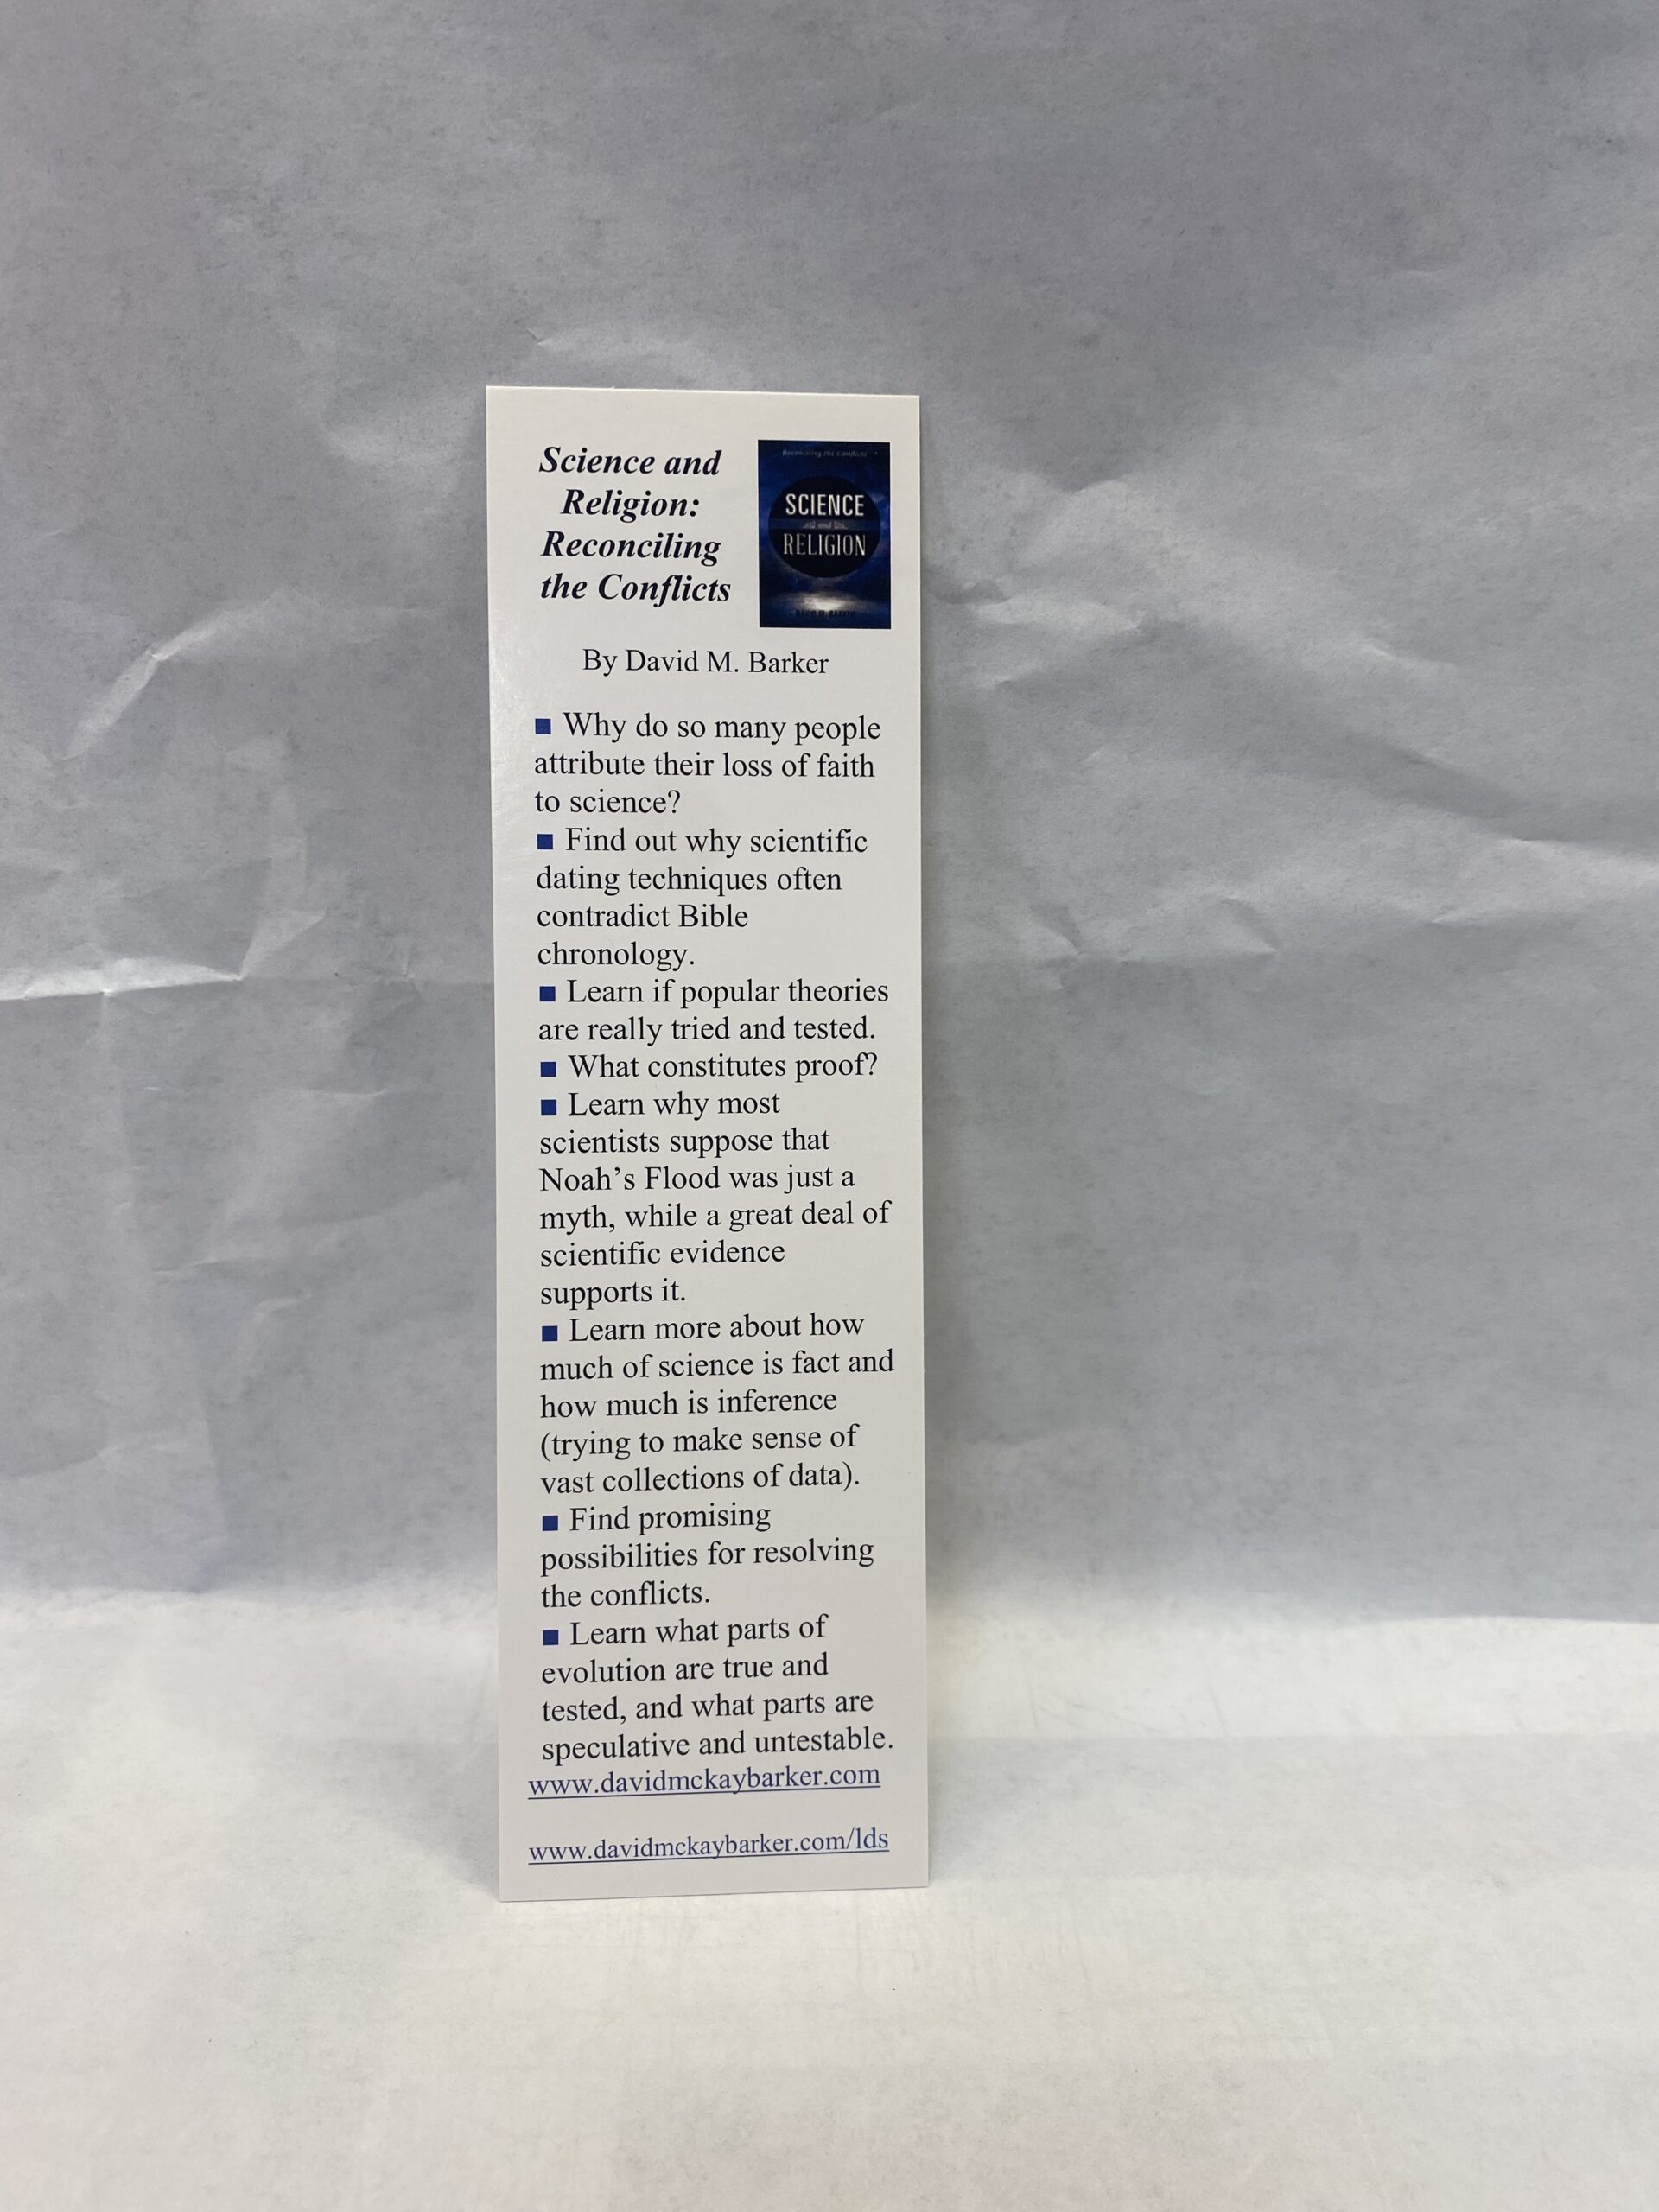 Science and
Religion:
Reconciling
the Conflicts
Reconciling the Conflicts
SCIENCE
and
RELIGION
By David M. Barker
■ Why do so many people
attribute their loss of faith
to science?
■ Find out why scientific
dating techniques often
contradict Bible
chronology.
■ Learn if popular theories
are really tried and tested.
■ What constitutes proof?
■ Learn why most
scientists suppose that
Noah’s Flood was just a
myth, while a great deal of
scientific evidence
supports it.
■ Learn more about how
much of science is fact and
how much is inference
(trying to make sense of
vast collections of data).
■ Find promising
possibilities for resolving
the conflicts.
■ Learn what parts of
evolution are true and
tested, and what parts are
speculative and untestable.
www.davidmckaybarker.com
www.davidmckaybarker.com/lds